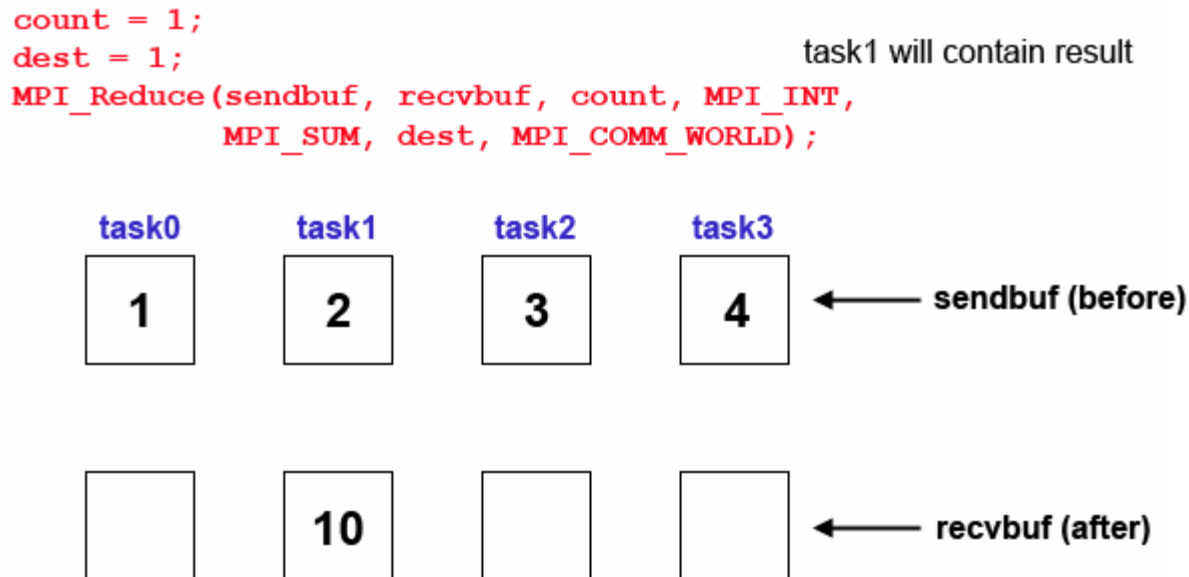 count = 1;
dest = 1;
task1 will contain result
MPI_Reduce(sendbuf, recvbuf, count, MPI_INT,
MPI_SUM, dest, MPI_COMM_WORLD);
task0 task1 task2 task3
1 2 3 4 sendbuf (before)
10 recvbuf (after)